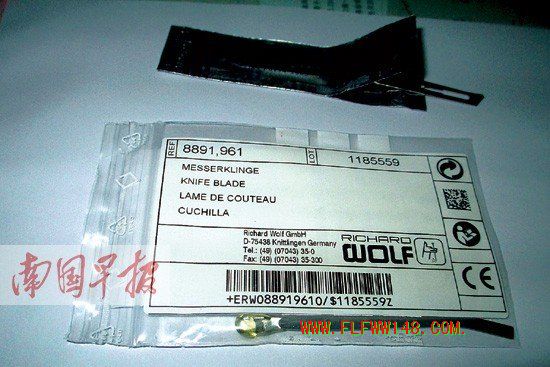 REF 8891,961 LOT 1185559
MESSERKLINGE
KNIFE BLADE
LAME DE COUTEAU
CUCHILLA
Richard Wolf GmbH
D-75438 Knittlingen Germany
Tel.: (49) (07043) 35-0
Fax: (49) (07043) 35-300
RICHARD
WOLF
CE
+ERW088919610/$1185559Z
南国早报
WWW.FLFWW148.COM